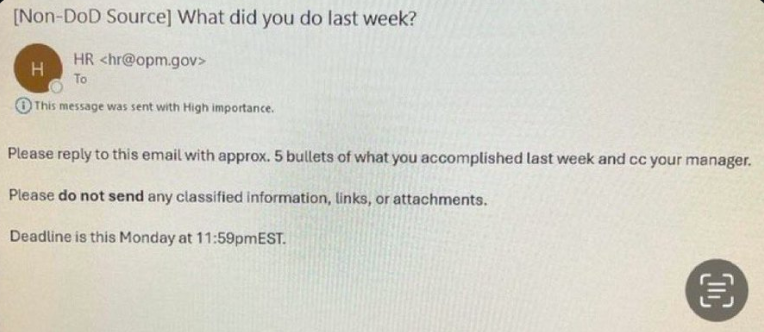 [Non-DoD Source] What did you do last week?
H
HR <hr@opm.gov>
To
This message was sent with High importance.
Please reply to this email with approx. 5 bullets of what you accomplished last week and cc your manager.
Please do not send any classified information, links, or attachments.
Deadline is this Monday at 11:59pmEST.